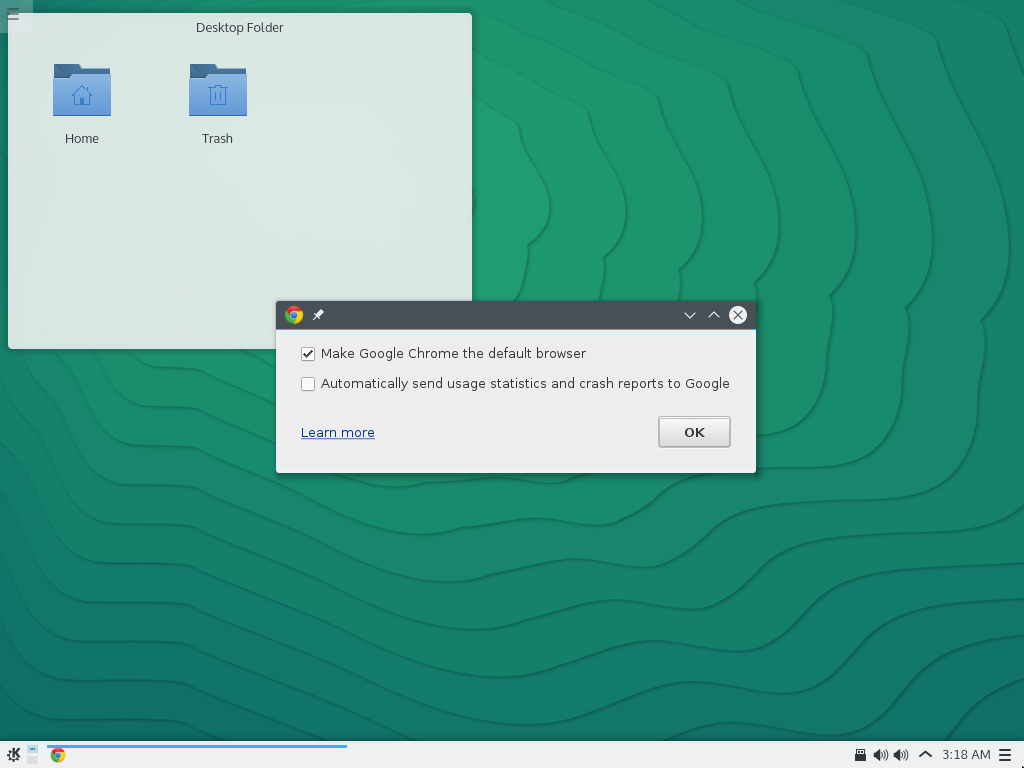 Desktop Folder
Home
Trash
Make Google Chrome the default browser
Automatically send usage statistics and crash reports to Google
Learn more
OK
3:18 AM